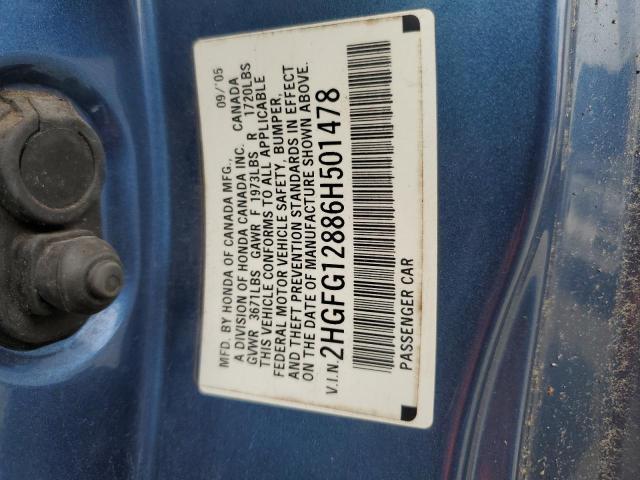 09/'05
MFD. BY HONDA OF CANADA MFG.,
A DIVISION OF HONDA CANADA INC. CANADA
GVWR 3671LBS GAWR F 1973LBS R 1720LBS
THIS VEHICLE CONFORMS TO ALL APPLICABLE
FEDERAL MOTOR VEHICLE SAFETY, BUMPER,
AND THEFT PREVENTION STANDARDS IN EFFECT
ON THE DATE OF MANUFACTURE SHOWN ABOVE.
V.I.N. 2HGFG12886H501478
PASSENGER CAR